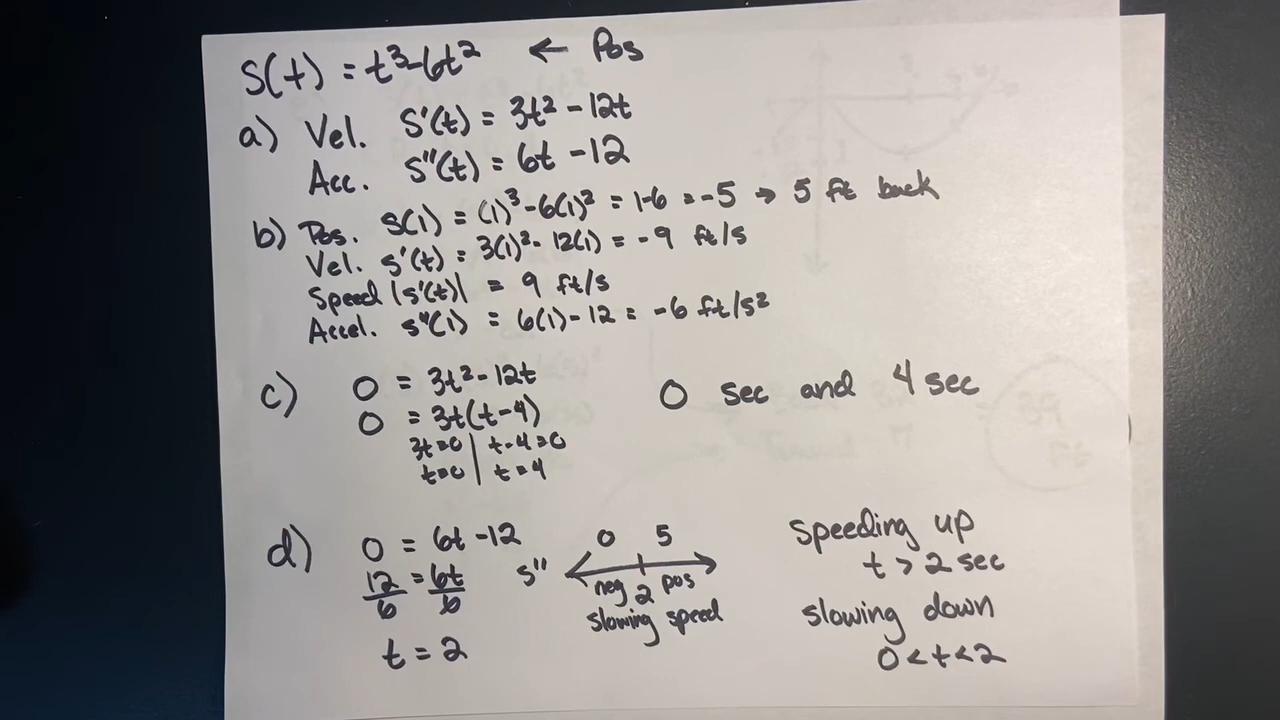 s(t) = t³-6t² ← Pos
a) Vel. s'(t) = 3t² - 12t
Acc. s"(t) = 6t - 12
b) Pos. s(1) = (1)³ - 6(1)² = 1-6 = -5 → 5 ft back
Vel. s'(t) = 3(1)² - 12(1) = -9 ft/s
Speed |s'(t)| = 9 ft/s
Accel. s"(1) = 6(1) - 12 = -6 ft/s²
c) 0 = 3t² - 12t 0 sec and 4 sec
0 = 3t(t-4)
3t=0 | t-4=0
t=0 | t=4
d) 0 = 6t - 12
12/6 = 6t/6
t = 2
0 5
s"
neg 2 pos
slowing speed
speeding up
t > 2 sec
slowing down
0 < t < 2